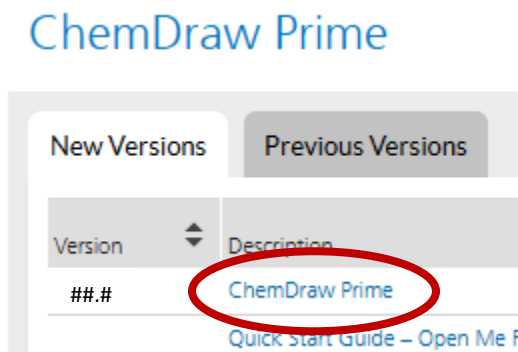 ChemDraw Prime
New Versions Previous Versions
Version Description
##.# ChemDraw Prime
Quick Start Guide – Open Me